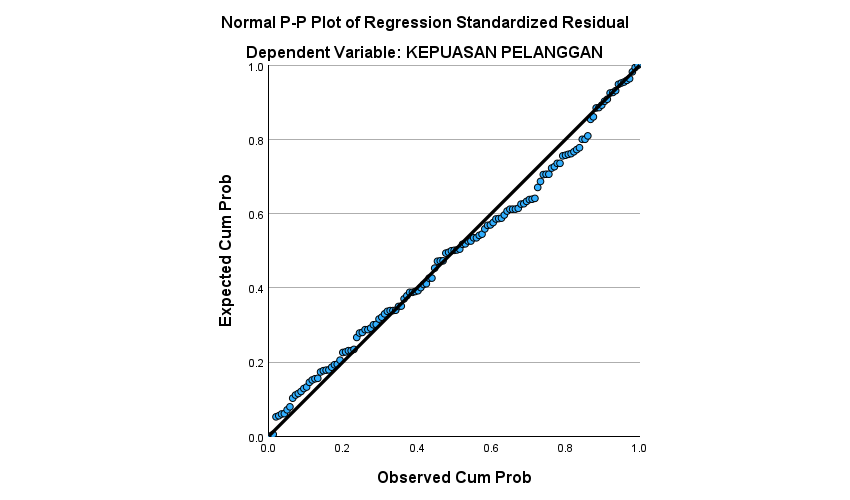 Normal P-P Plot of Regression Standardized Residual
Dependent Variable: KEPUASAN PELANGGAN
1.0
0.8
0.6
0.4
0.2
0.0
Expected Cum Prob
0.0 0.2 0.4 0.6 0.8 1.0
Observed Cum Prob